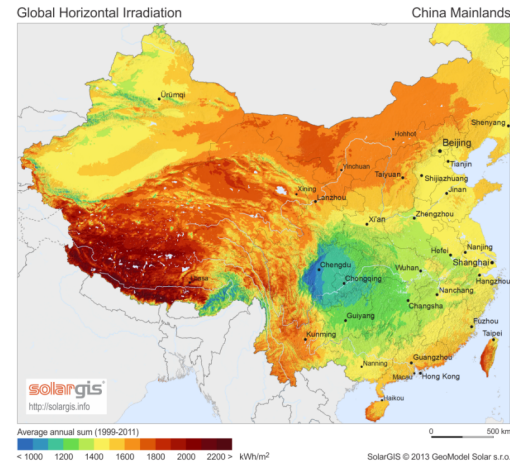 Global Horizontal Irradiation
China Mainlands
Ürümqi
Shenyang
Hohhot
Beijing
Tianjin
Yinchuan
Taiyuan
Shijiazhuang
Xining
Jinan
Lanzhou
Zhengzhou
Xi'an
Hefei
Nanjing
Shanghai
Chengdu
Wuhan
Hangzhou
Lhasa
Chongqing
Nanchang
Changsha
Guiyang
Fuzhou
Kunming
Taipei
Guangzhou
Nanning
Macau
Hong Kong
Haikou
solargis
http://solargis.info
Average annual sum (1999-2011)
0 500 km
< 1000 1200 1400 1600 1800 2000 2200 > kWh/m²
SolarGIS © 2013 GeoModel Solar s.r.o.